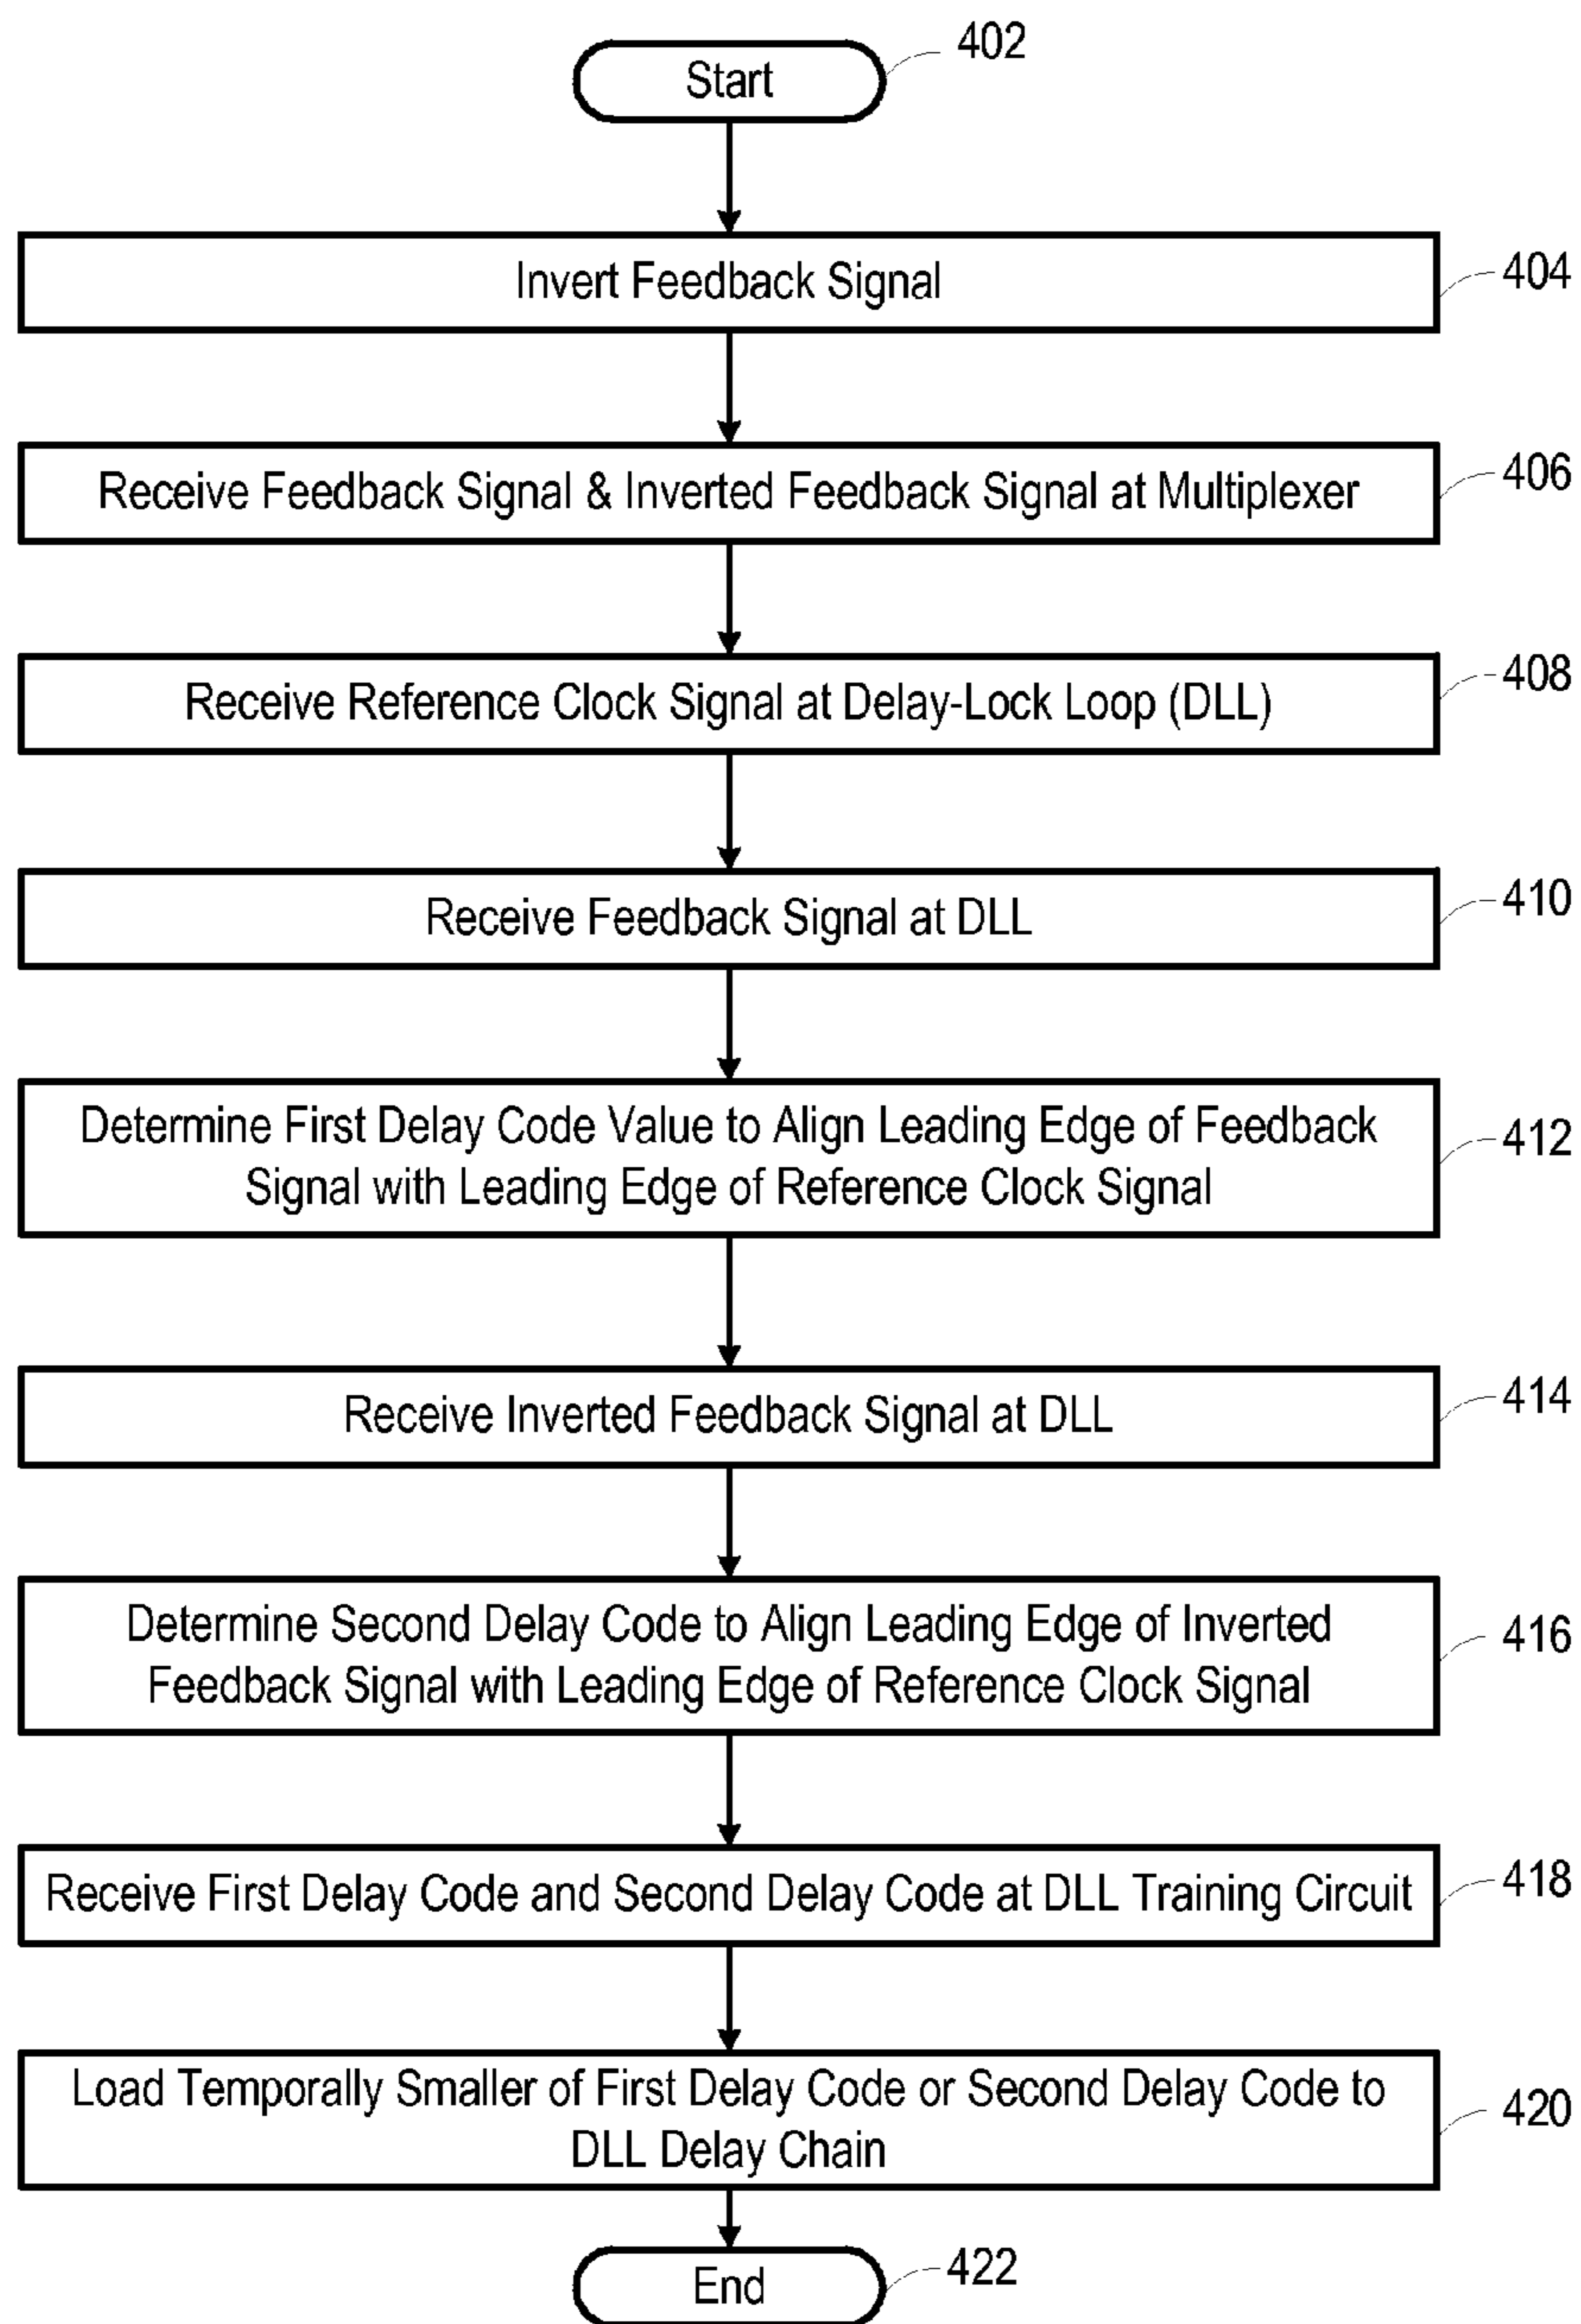 Start
402
Invert Feedback Signal
404
Receive Feedback Signal & Inverted Feedback Signal at Multiplexer
406
Receive Reference Clock Signal at Delay-Lock Loop (DLL)
408
Receive Feedback Signal at DLL
410
Determine First Delay Code Value to Align Leading Edge of Feedback
Signal with Leading Edge of Reference Clock Signal
412
Receive Inverted Feedback Signal at DLL
414
Determine Second Delay Code to Align Leading Edge of Inverted
Feedback Signal with Leading Edge of Reference Clock Signal
416
Receive First Delay Code and Second Delay Code at DLL Training Circuit
418
Load Temporally Smaller of First Delay Code or Second Delay Code to
DLL Delay Chain
420
End
422